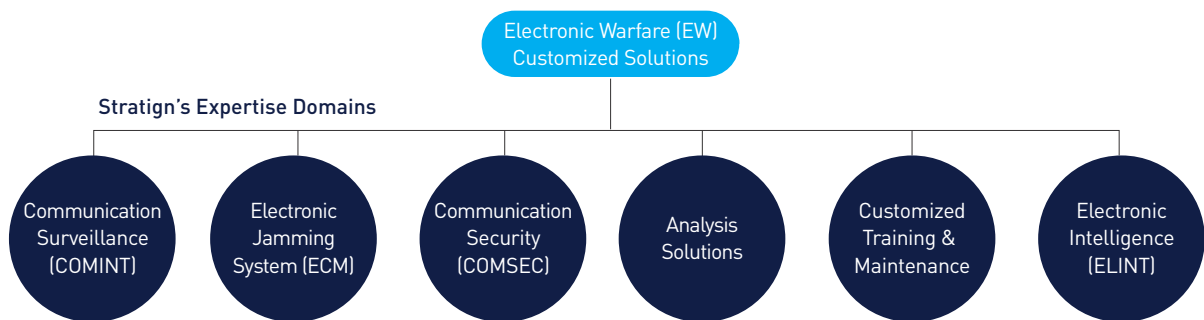 Electronic Warfare (EW)
Customized Solutions
Stratign's Expertise Domains
Communication
Surveillance
(COMINT)
Electronic
Jamming
System (ECM)
Communication
Security
(COMSEC)
Analysis
Solutions
Customized
Training &
Maintenance
Electronic
Intelligence
(ELINT)